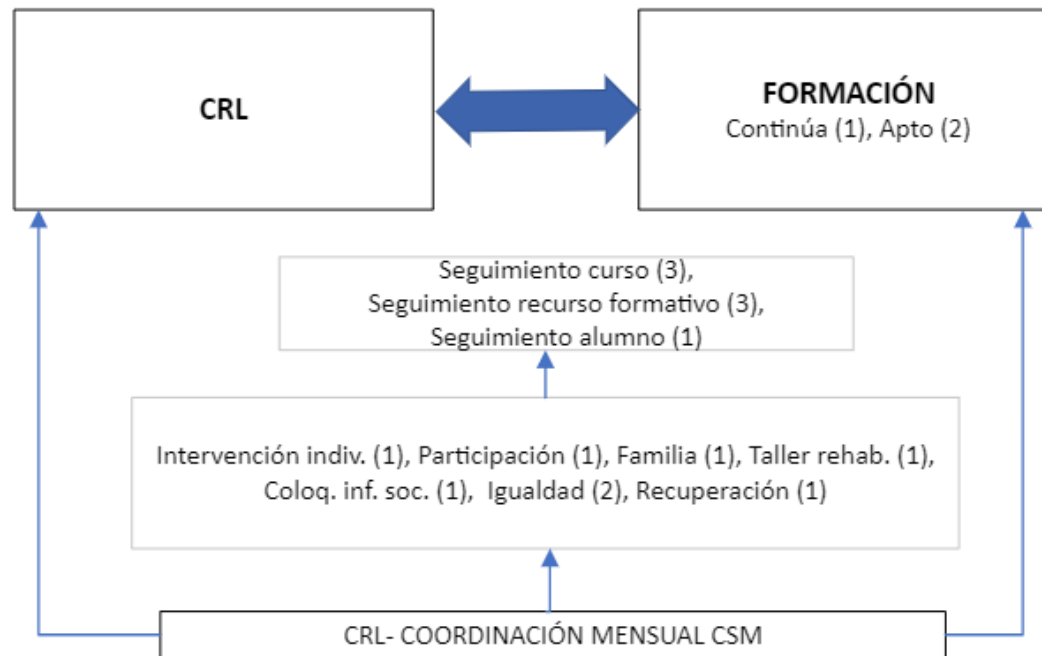 CRL
FORMACIÓN
Continúa (1), Apto (2)
Seguimiento curso (3),
Seguimiento recurso formativo (3),
Seguimiento alumno (1)
Intervención indiv. (1), Participación (1), Familia (1), Taller rehab. (1),
Coloq. inf. soc. (1), Igualdad (2), Recuperación (1)
CRL- COORDINACIÓN MENSUAL CSM